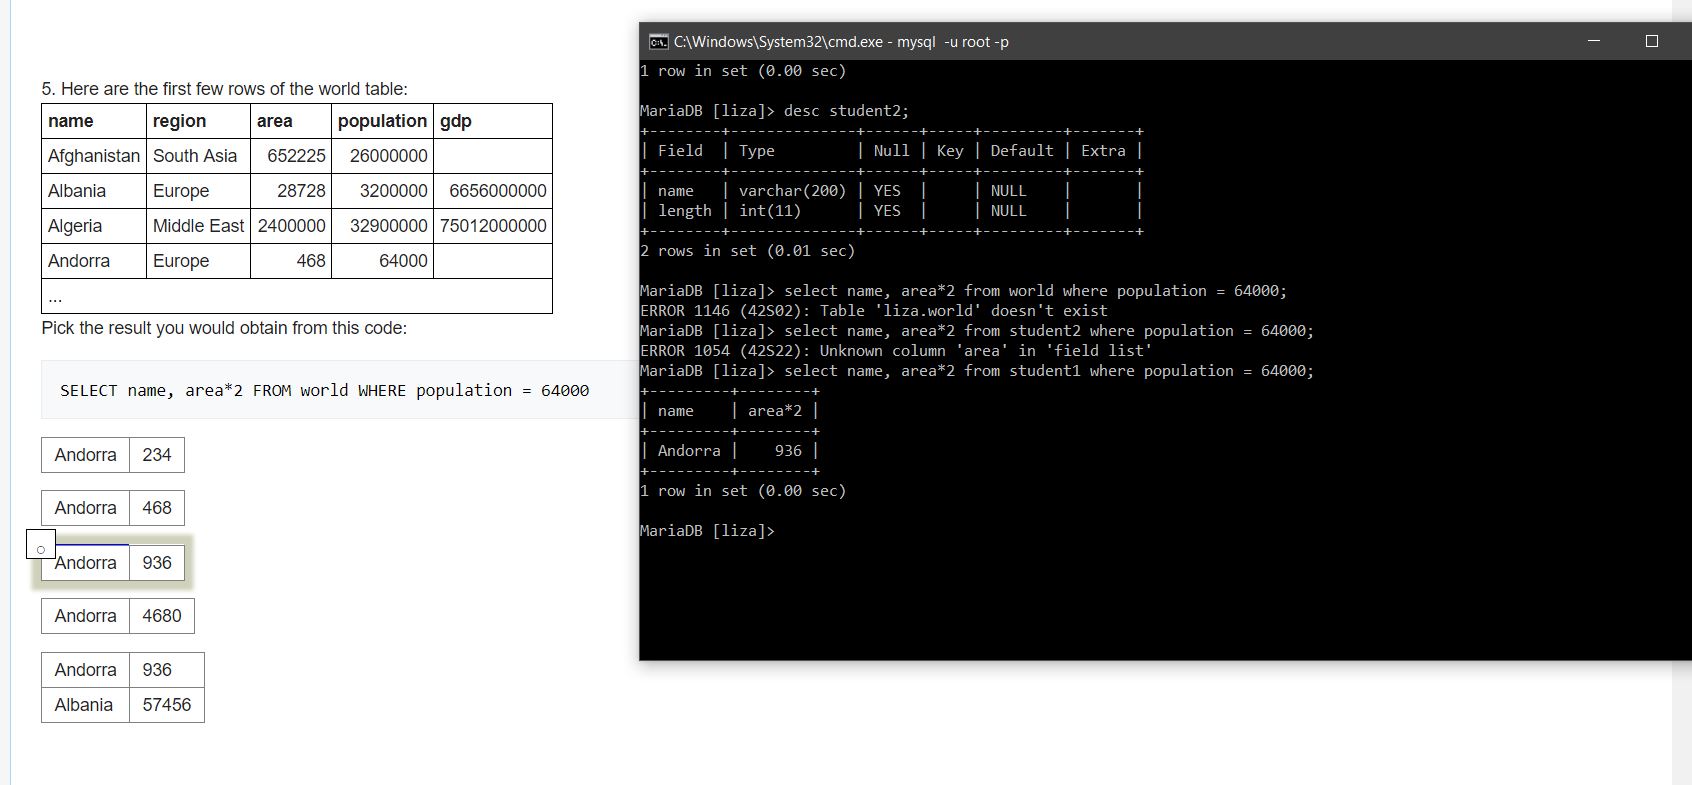 5. Here are the first few rows of the world table:
name region area population gdp
Afghanistan South Asia 652225 26000000
Albania Europe 28728 3200000 6656000000
Algeria Middle East 2400000 32900000 75012000000
Andorra Europe 468 64000
...
Pick the result you would obtain from this code:
SELECT name, area*2 FROM world WHERE population = 64000
Andorra 234
Andorra 468
Andorra 936
Andorra 4680
Andorra 936
Albania 57456
C:\Windows\System32\cmd.exe - mysql  -u root -p
1 row in set (0.00 sec)
MariaDB [liza]> desc student2;
+--------+--------------+------+-----+---------+-------+
| Field  | Type         | Null | Key | Default | Extra |
+--------+--------------+------+-----+---------+-------+
| name   | varchar(200) | YES  |     | NULL    |       |
| length | int(11)      | YES  |     | NULL    |       |
+--------+--------------+------+-----+---------+-------+
2 rows in set (0.01 sec)
MariaDB [liza]> select name, area*2 from world where population = 64000;
ERROR 1146 (42S02): Table 'liza.world' doesn't exist
MariaDB [liza]> select name, area*2 from student2 where population = 64000;
ERROR 1054 (42S22): Unknown column 'area' in 'field list'
MariaDB [liza]> select name, area*2 from student1 where population = 64000;
+---------+--------+
| name    | area*2 |
+---------+--------+
| Andorra |    936 |
+---------+--------+
1 row in set (0.00 sec)
MariaDB [liza]>